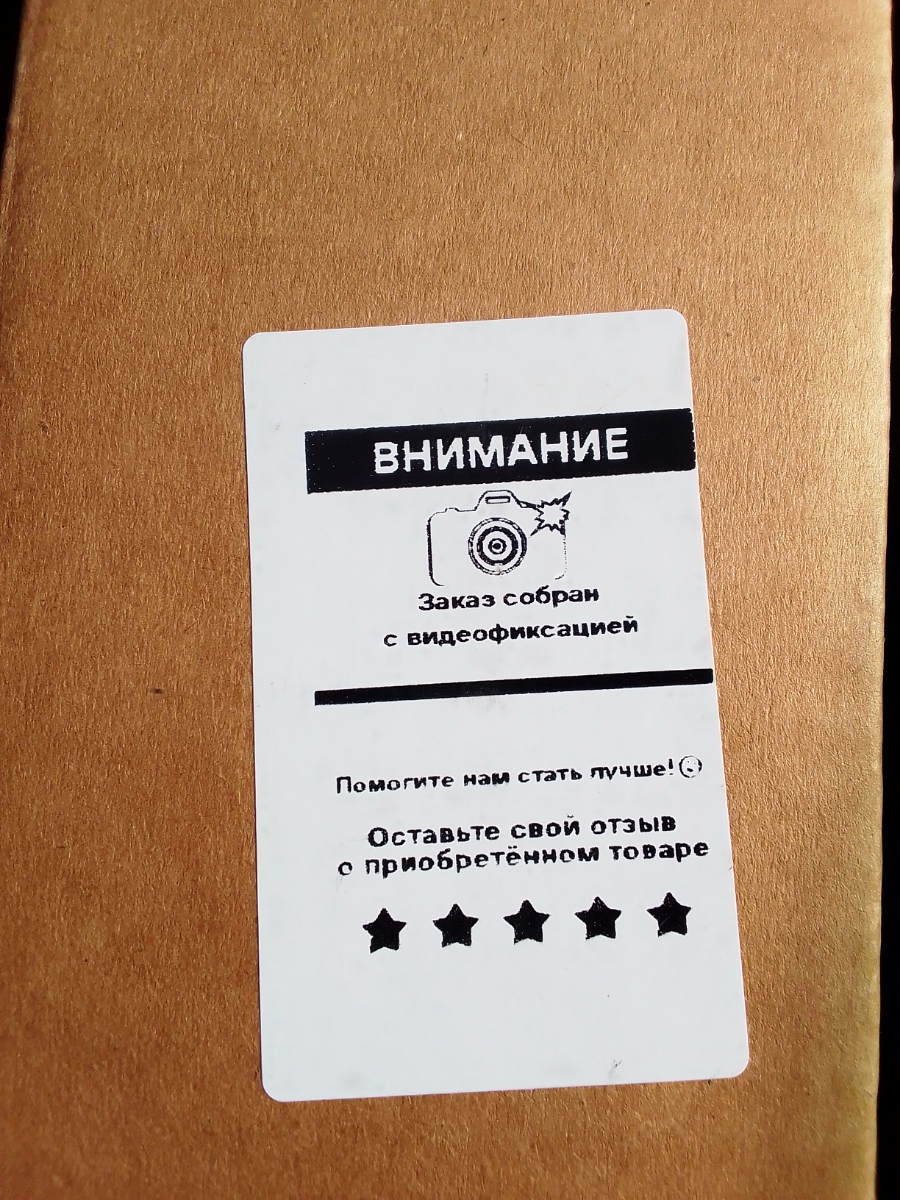 ВНИМАНИЕ
Заказ собран
с видеофиксацией
Помогите нам стать лучше!
Оставьте свой отзыв
о приобретённом товаре